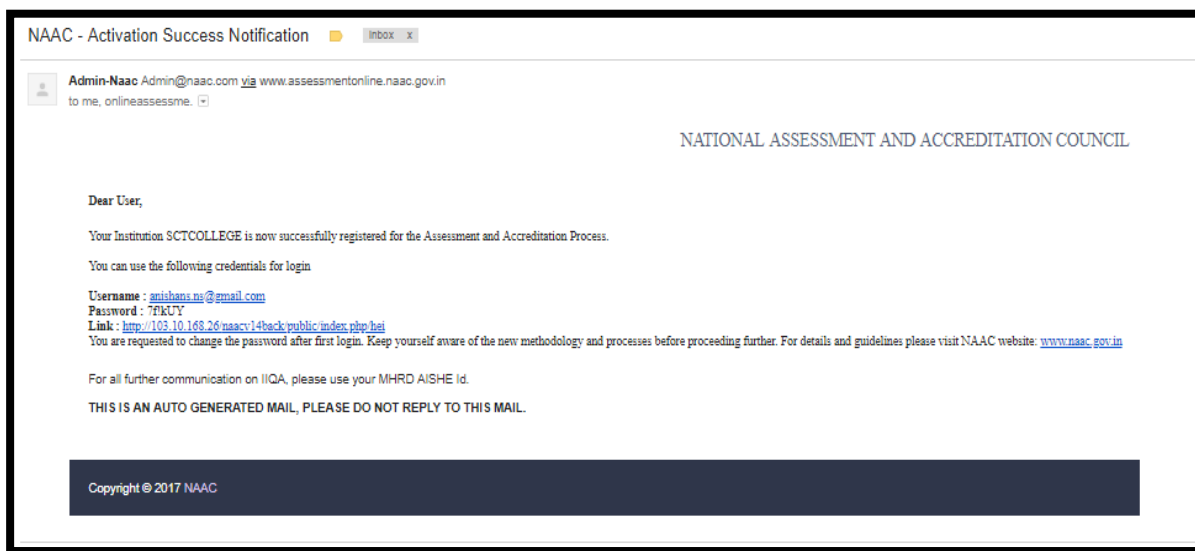 NAAC - Activation Success Notification
Inbox x
Admin-Naac Admin@naac.com via www.assessmentonline.naac.gov.in
to me, onlineassessme.
NATIONAL ASSESSMENT AND ACCREDITATION COUNCIL
Dear User,
Your Institution SCTCOLLEGE is now successfully registered for the Assessment and Accreditation Process.
You can use the following credentials for login
Username : anishans.ns@gmail.com
Password : 7f!kUY
Link : http://103.10.168.26/naacv14back/public/index.php/hei
You are requested to change the password after first login. Keep yourself aware of the new methodology and processes before proceeding further. For details and guidelines please visit NAAC website: www.naac.gov.in
For all further communication on IIQA, please use your MHRD AISHE Id.
THIS IS AN AUTO GENERATED MAIL, PLEASE DO NOT REPLY TO THIS MAIL.
Copyright © 2017 NAAC